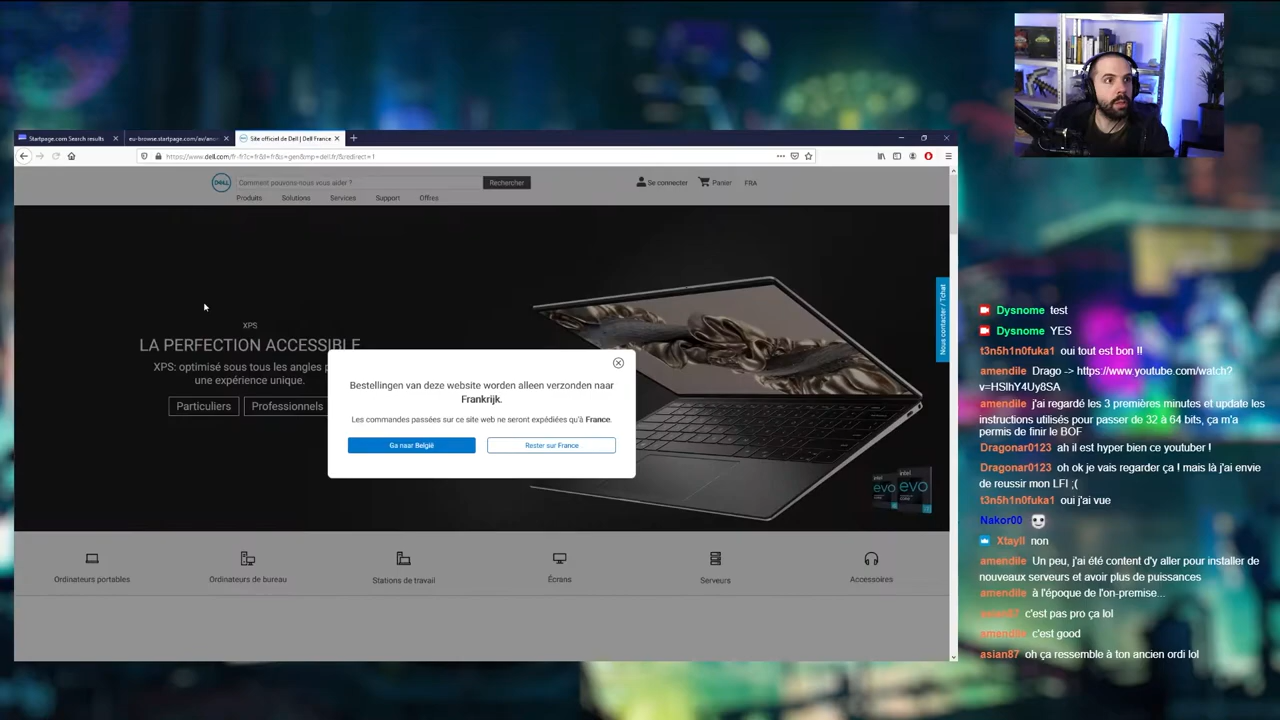 Startpage.com Search results
eu-browse.startpage.com/av/anon
Site officiel de Dell | Dell France
DELL
Comment pouvons-nous vous aider ?
Rechercher
Se connecter
Panier
FRA
Produits
Solutions
Services
Support
Offres
XPS
LA PERFECTION ACCESSIBLE
XPS: optimisé sous tous les angles p
une expérience unique.
Particuliers
Professionnels
Bestellingen van deze website worden alleen verzonden naar
Frankrijk.
Les commandes passées sur ce site web ne seront expédiées qu'à France.
Ga naar België
Rester sur France
Nous contacter / Tchat
intel
evo
evo
Ordinateurs portables
Ordinateurs de bureau
Stations de travail
Écrans
Serveurs
Accessoires
Dysnome test
Dysnome YES
t3n5h1n0fuka1 oui tout est bon !!
amendile Drago -> https://www.youtube.com/watch?
v=HSlhY4Uy8SA
amendile j'ai regardé les 3 premières minutes et update les
instructions utilisés pour passer de 32 à 64 bits, ça m'a
permis de finir le BOF
Dragonar0123 ah il est hyper bien ce youtuber !
Dragonar0123 oh ok je vais regarder ça ! mais là j'ai envie
de reussir mon LFI ;(
t3n5h1n0fuka1 oui j'ai vue
Nakor00
Xtayll non
amendile Un peu, j'ai été content d'y aller pour installer de
nouveaux serveurs et avoir plus de puissances
amendile à l'époque de l'on-premise...
asian87 c'est pas pro ça lol
amendile c'est good
asian87 oh ça ressemble à ton ancien ordi lol